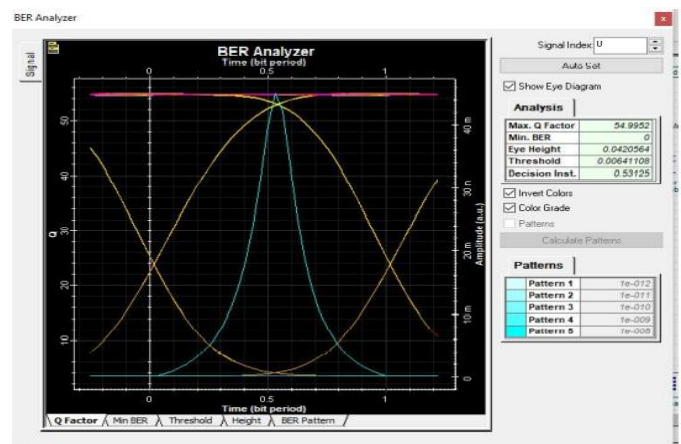 BER Analyzer
Signal
BER Analyzer
Time (bit period)
0 0.5 1
50
40
30
20
10
Q
40 m
30 n
20 m
10 m
0
Amplitude (a.u.)
0 0.5 1
Time (bit period)
Q Factor Min BER Threshold Height BER Pattern
Signal Index: U
Auto Set
Show Eye Diagram
Analysis
Max. Q Factor 54.9952
Min. BER 0
Eye Height 0.0420564
Threshold 0.00641108
Decision Inst. 0.53125
Invert Colors
Color Grade
Patterns
Calculate Patterns
Patterns
Pattern 1 1e-012
Pattern 2 1e-011
Pattern 3 1e-010
Pattern 4 1e-009
Pattern 5 1e-008